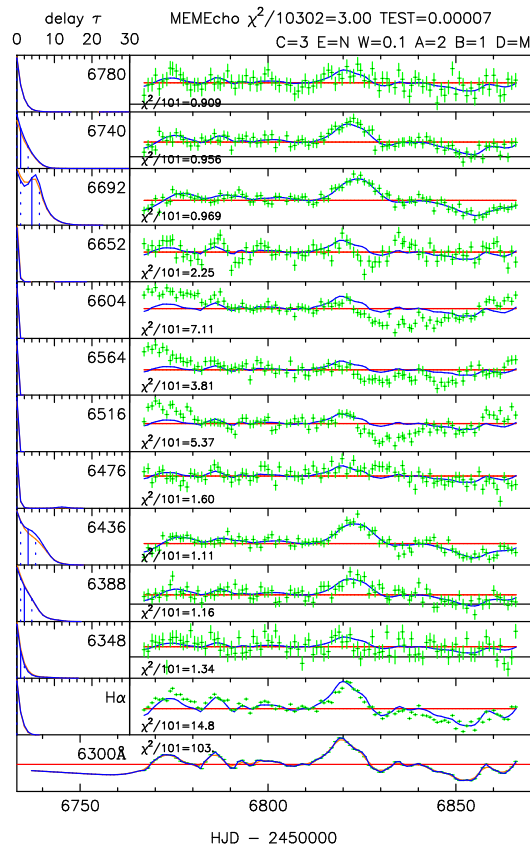 delay τ MEMEcho χ²/10302=3.00 TEST=0.00007
0 10 20 30 C=3 E=N W=0.1 A=2 B=1 D=M
6780
χ²/101=0.909
6740
χ²/101=0.956
6692
χ²/101=0.969
6652
χ²/101=2.25
6604
χ²/101=7.11
6564
χ²/101=3.81
6516
χ²/101=5.37
6476
χ²/101=1.60
6436
χ²/101=1.11
6388
χ²/101=1.16
6348
χ²/101=1.34
Hα
χ²/101=14.8
6300Å χ²/101=103
6750 6800 6850
HJD − 2450000